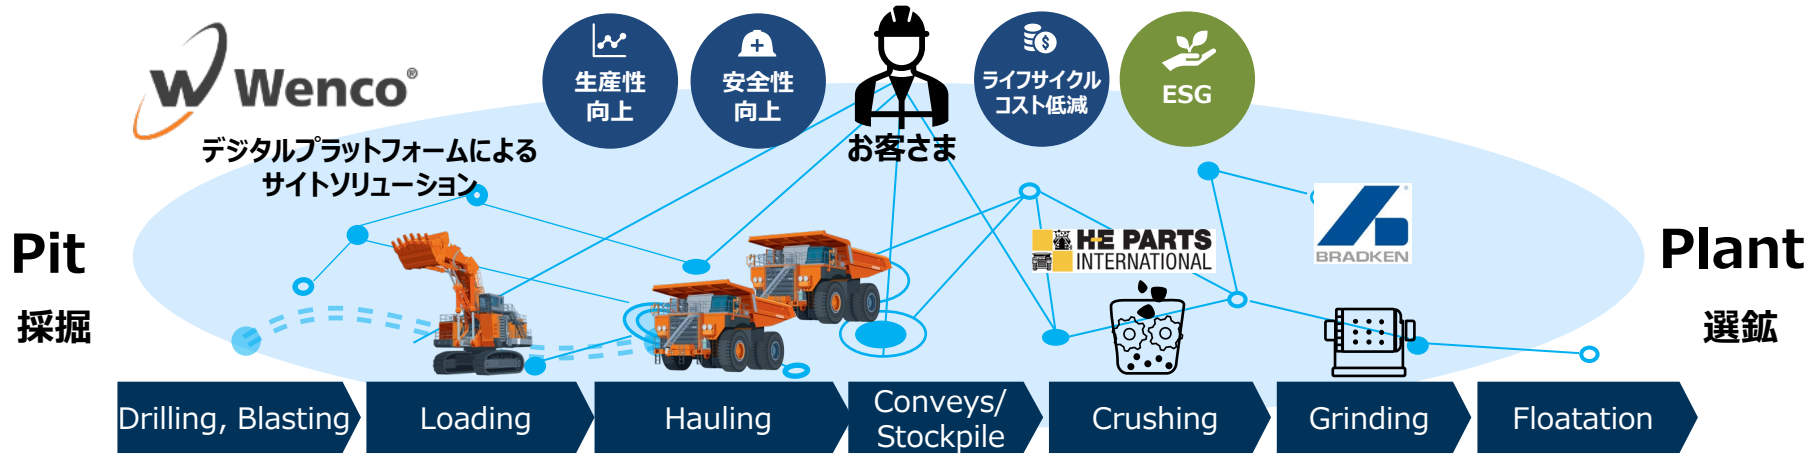 Wenco®
デジタルプラットフォームによる
サイトソリューション
生産性
向上
安全性
向上
お客さま
ライフサイクル
コスト低減
ESG
Pit
採掘
H-E PARTS
INTERNATIONAL
BRADKEN
Plant
選鉱
Drilling, Blasting
Loading
Hauling
Conveys/
Stockpile
Crushing
Grinding
Floatation